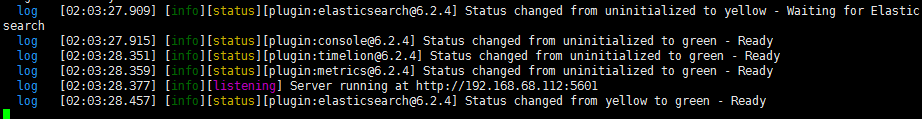 log   [02:03:27.909] [info][status][plugin:elasticsearch@6.2.4] Status changed from uninitialized to yellow - Waiting for Elastic
search
log   [02:03:27.915] [info][status][plugin:console@6.2.4] Status changed from uninitialized to green - Ready
log   [02:03:28.351] [info][status][plugin:timelion@6.2.4] Status changed from uninitialized to green - Ready
log   [02:03:28.359] [info][status][plugin:metrics@6.2.4] Status changed from uninitialized to green - Ready
log   [02:03:28.377] [info][listening] Server running at http://192.168.68.112:5601
log   [02:03:28.457] [info][status][plugin:elasticsearch@6.2.4] Status changed from yellow to green - Ready